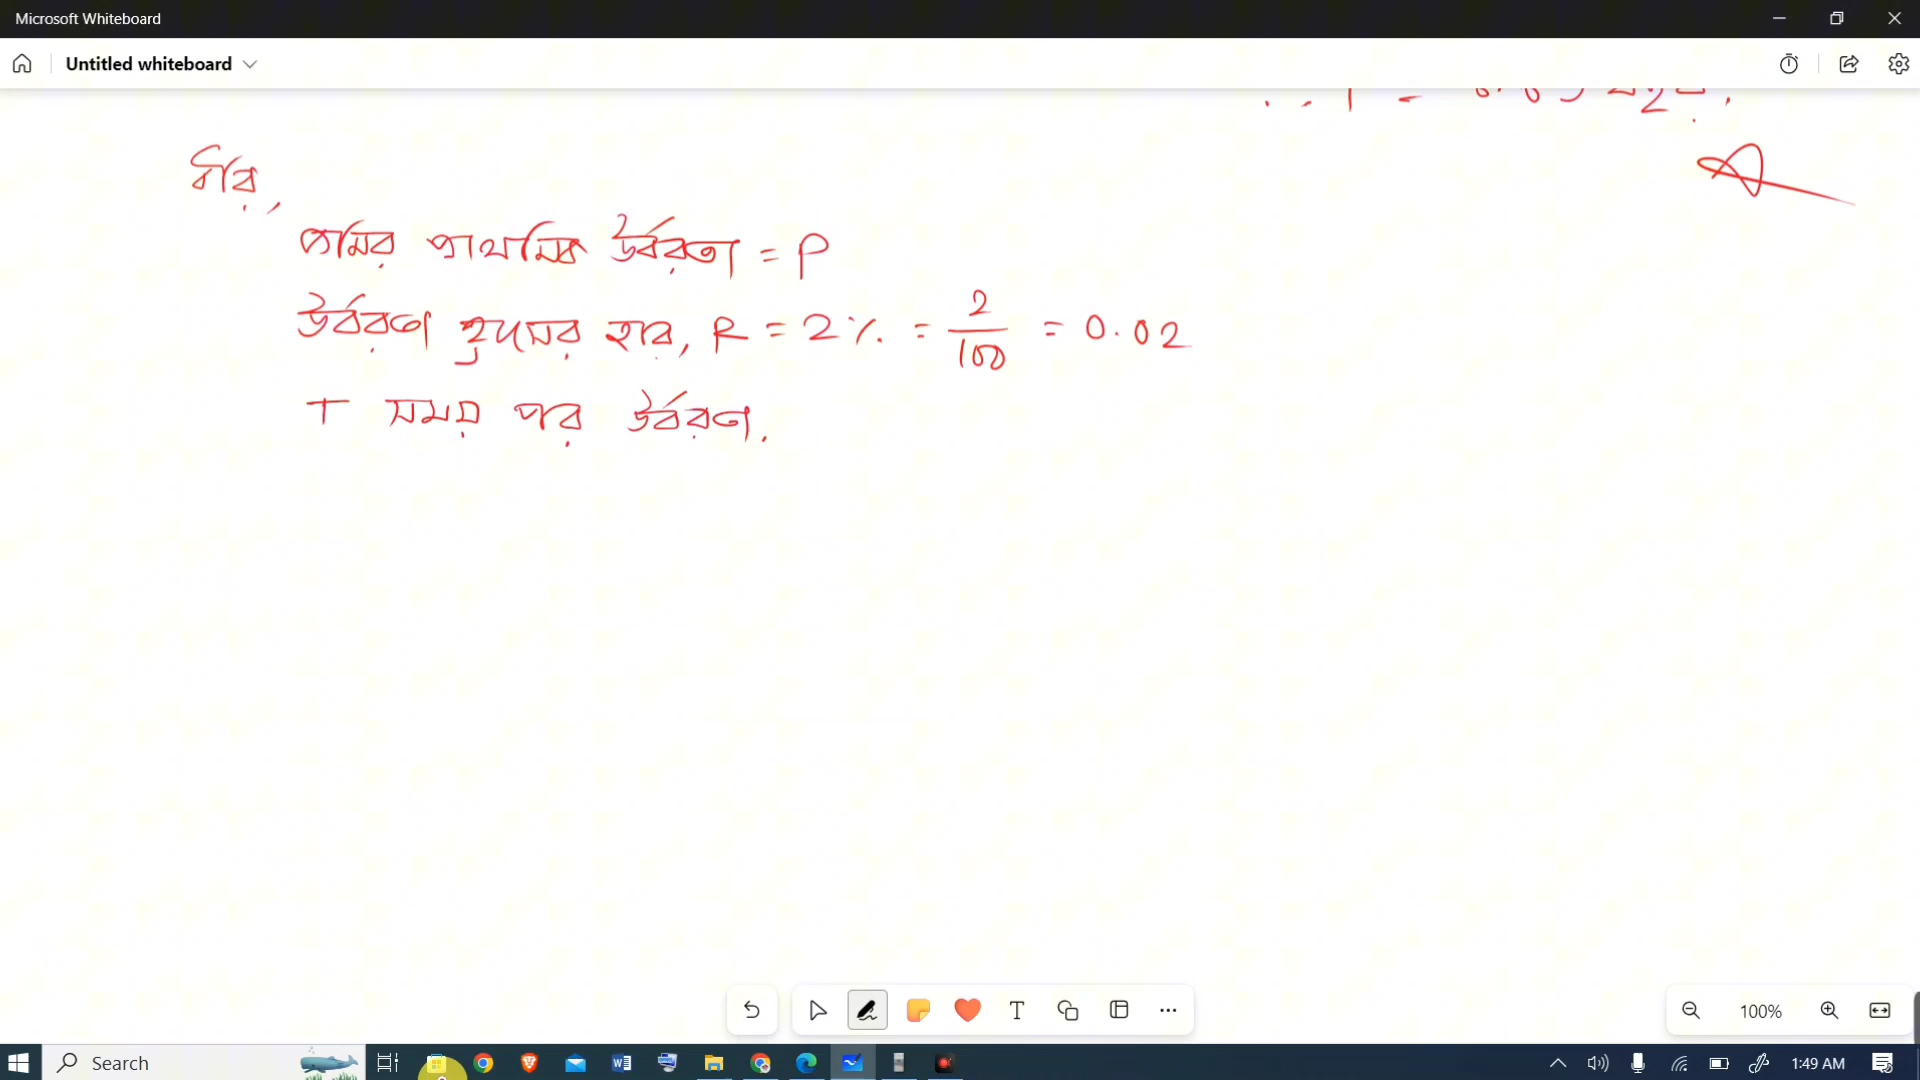 Microsoft Whiteboard
Untitled whiteboard
ধরি,
জমির প্রাথমিক উর্বরতা = P
উর্বরতা হ্রাসের হার, R = 2% = 2/100 = 0.02
T সময় পর উর্বরতা.
100%
Search
1:49 AM